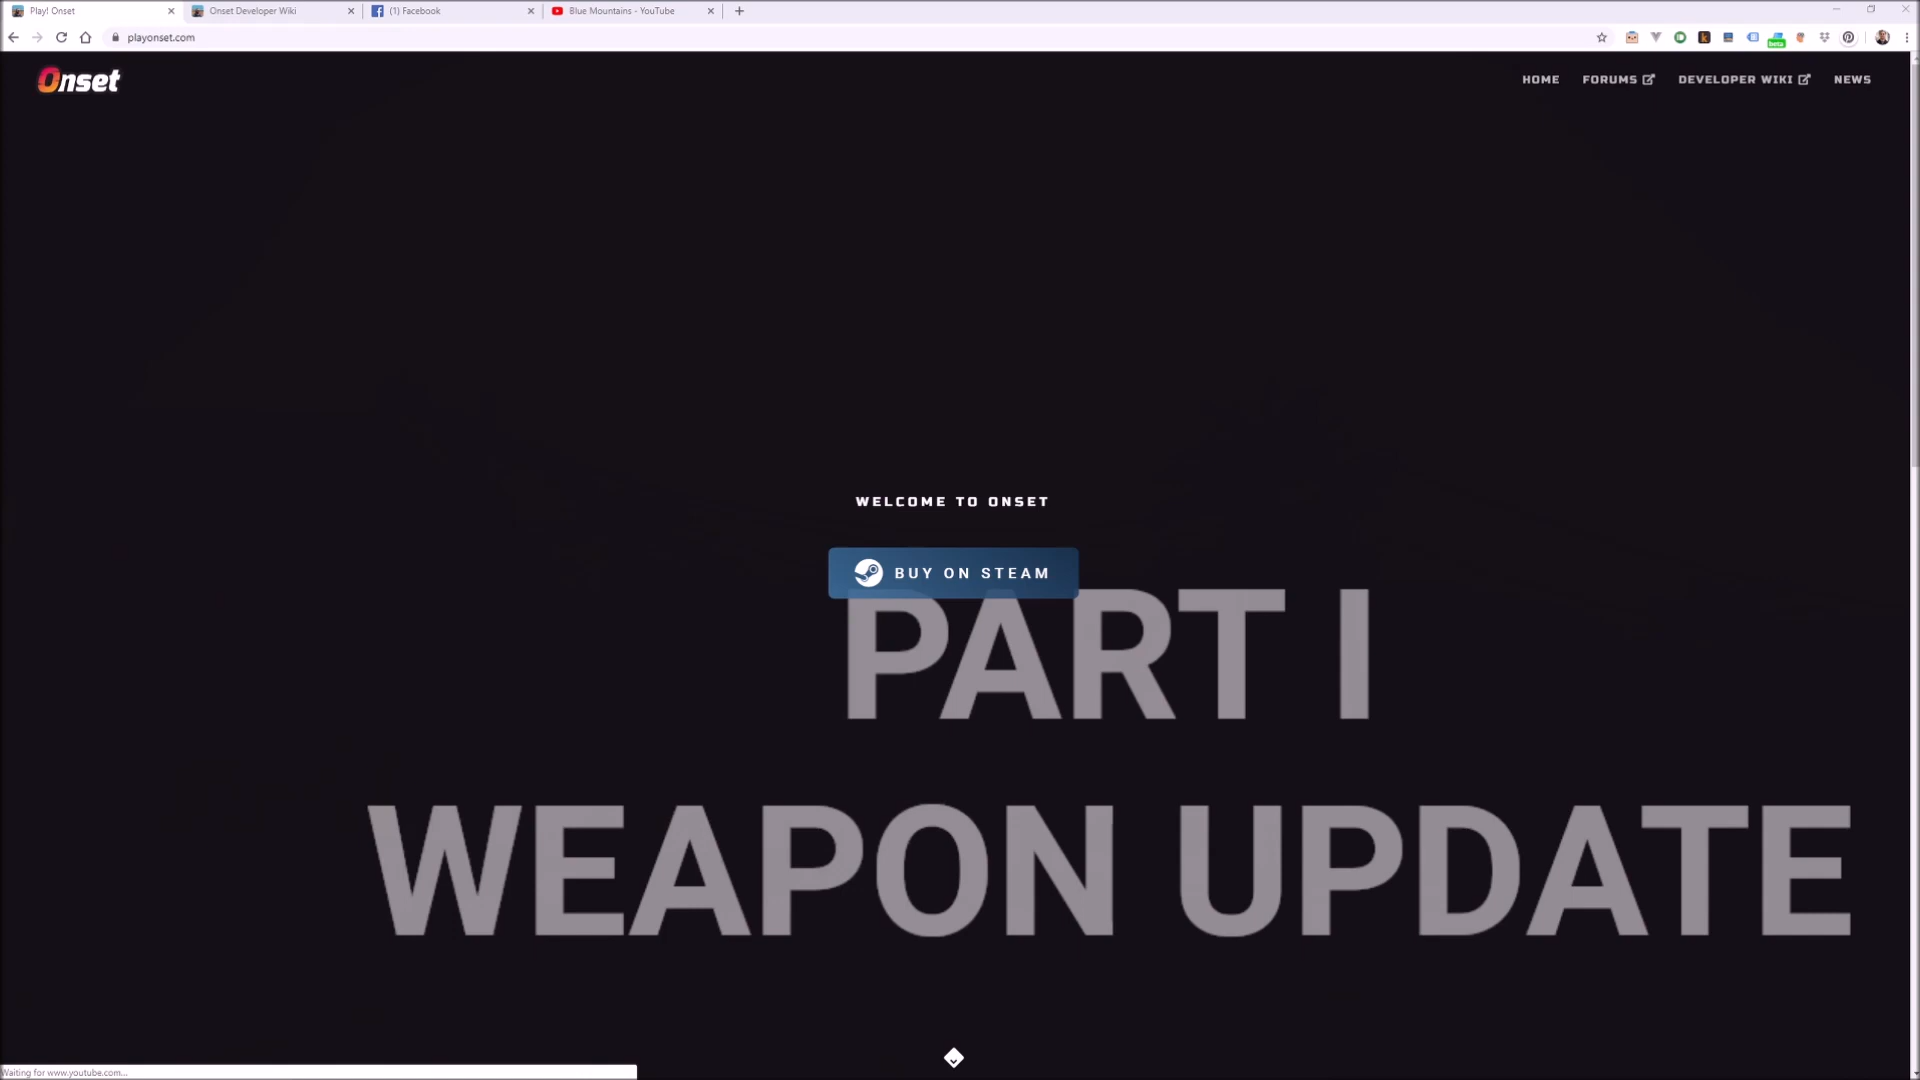 Play! Onset
Onset Developer Wiki
(1) Facebook
Blue Mountains - YouTube
playonset.com
beta
Onset
HOME
FORUMS
DEVELOPER WIKI
NEWS
WELCOME TO ONSET
BUY ON STEAM
PART I
WEAPON UPDATE
Waiting for www.youtube.com...